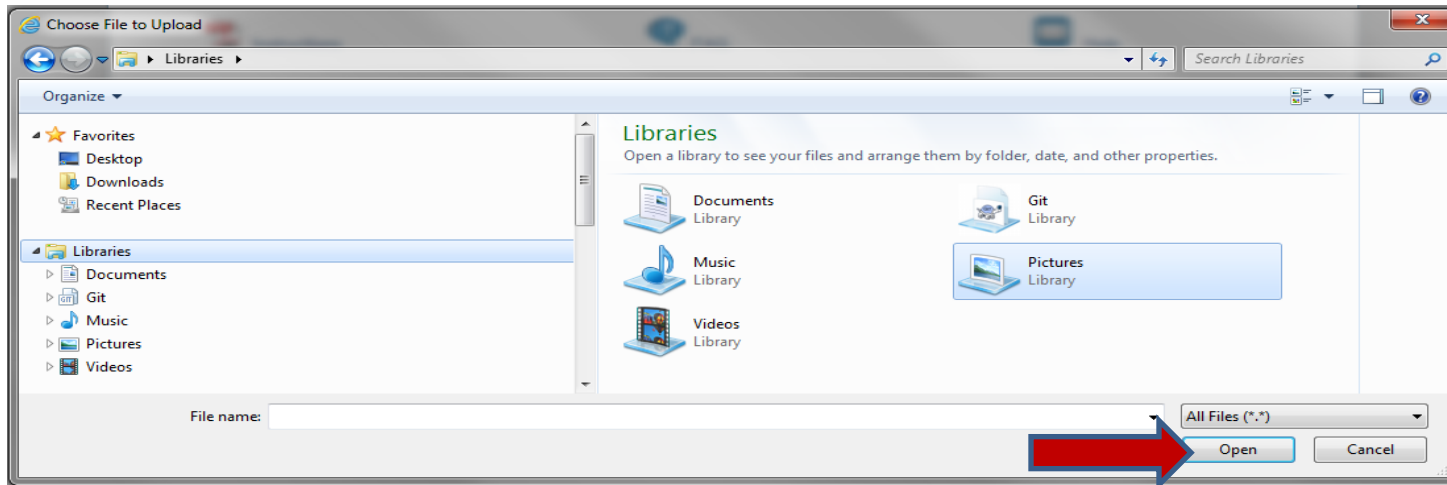 Choose File to Upload
Libraries
Search Libraries
Organize
Favorites
Desktop
Downloads
Recent Places
Libraries
Documents
Git
Music
Pictures
Videos
Libraries
Open a library to see your files and arrange them by folder, date, and other properties.
Documents
Library
Git
Library
Music
Library
Pictures
Library
Videos
Library
File name:
All Files (*.*)
Open
Cancel